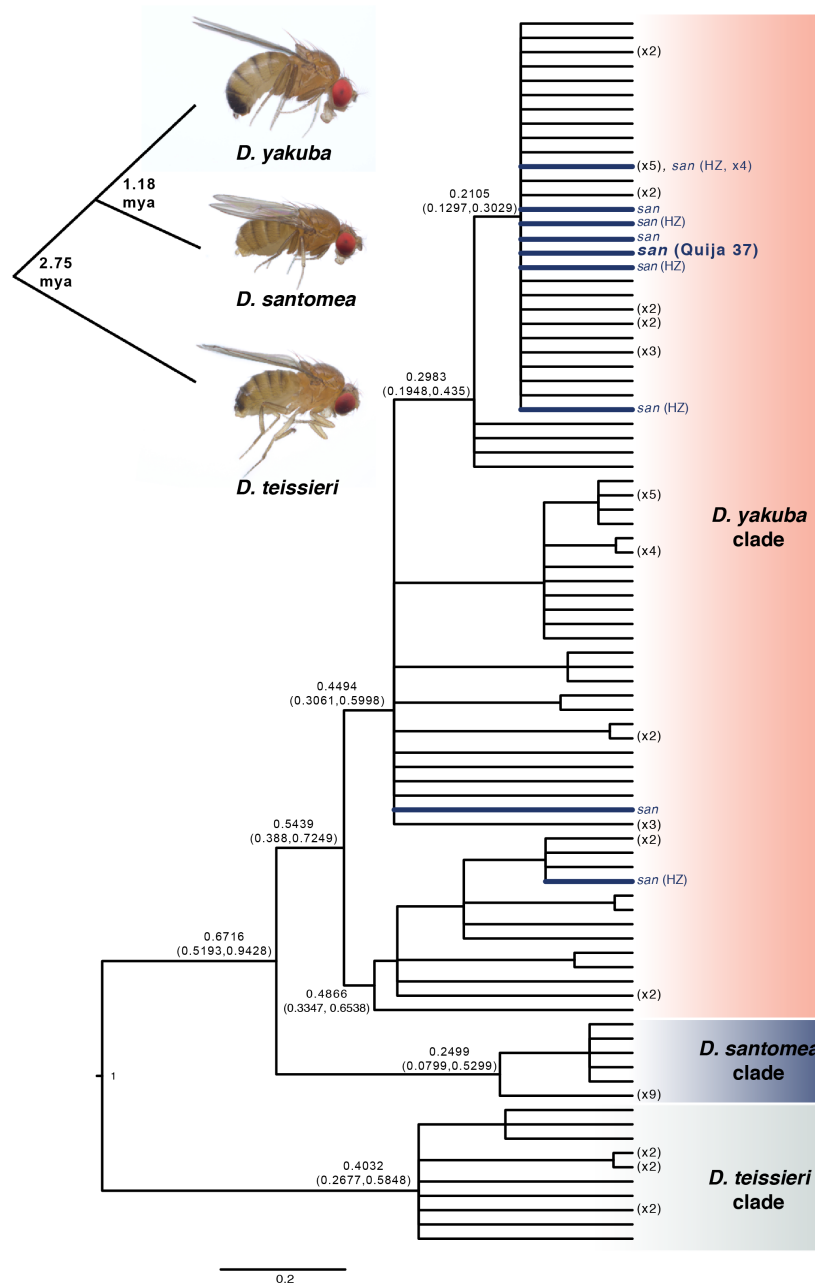 D. yakuba
1.18
mya
D. santomea
2.75
mya
D. teissieri
(x2)
(x5), san (HZ, x4)
(x2)
0.2105
(0.1297,0.3029)
san
san (HZ)
san
san (Quija 37)
san (HZ)
(x2)
(x2)
(x3)
0.2983
(0.1948,0.435)
san (HZ)
(x5)
D. yakuba
clade
(x4)
0.4494
(0.3061,0.5998)
(x2)
san
(x3)
0.5439
(0.388,0.7249)
(x2)
san (HZ)
0.6716
(0.5193,0.9428)
0.4866
(0.3347, 0.6538)
(x2)
0.2499
(0.0799,0.5299)
D. santomea
clade
1
(x9)
(x2)
(x2)
0.4032
(0.2677,0.5848)
D. teissieri
clade
(x2)
0.2